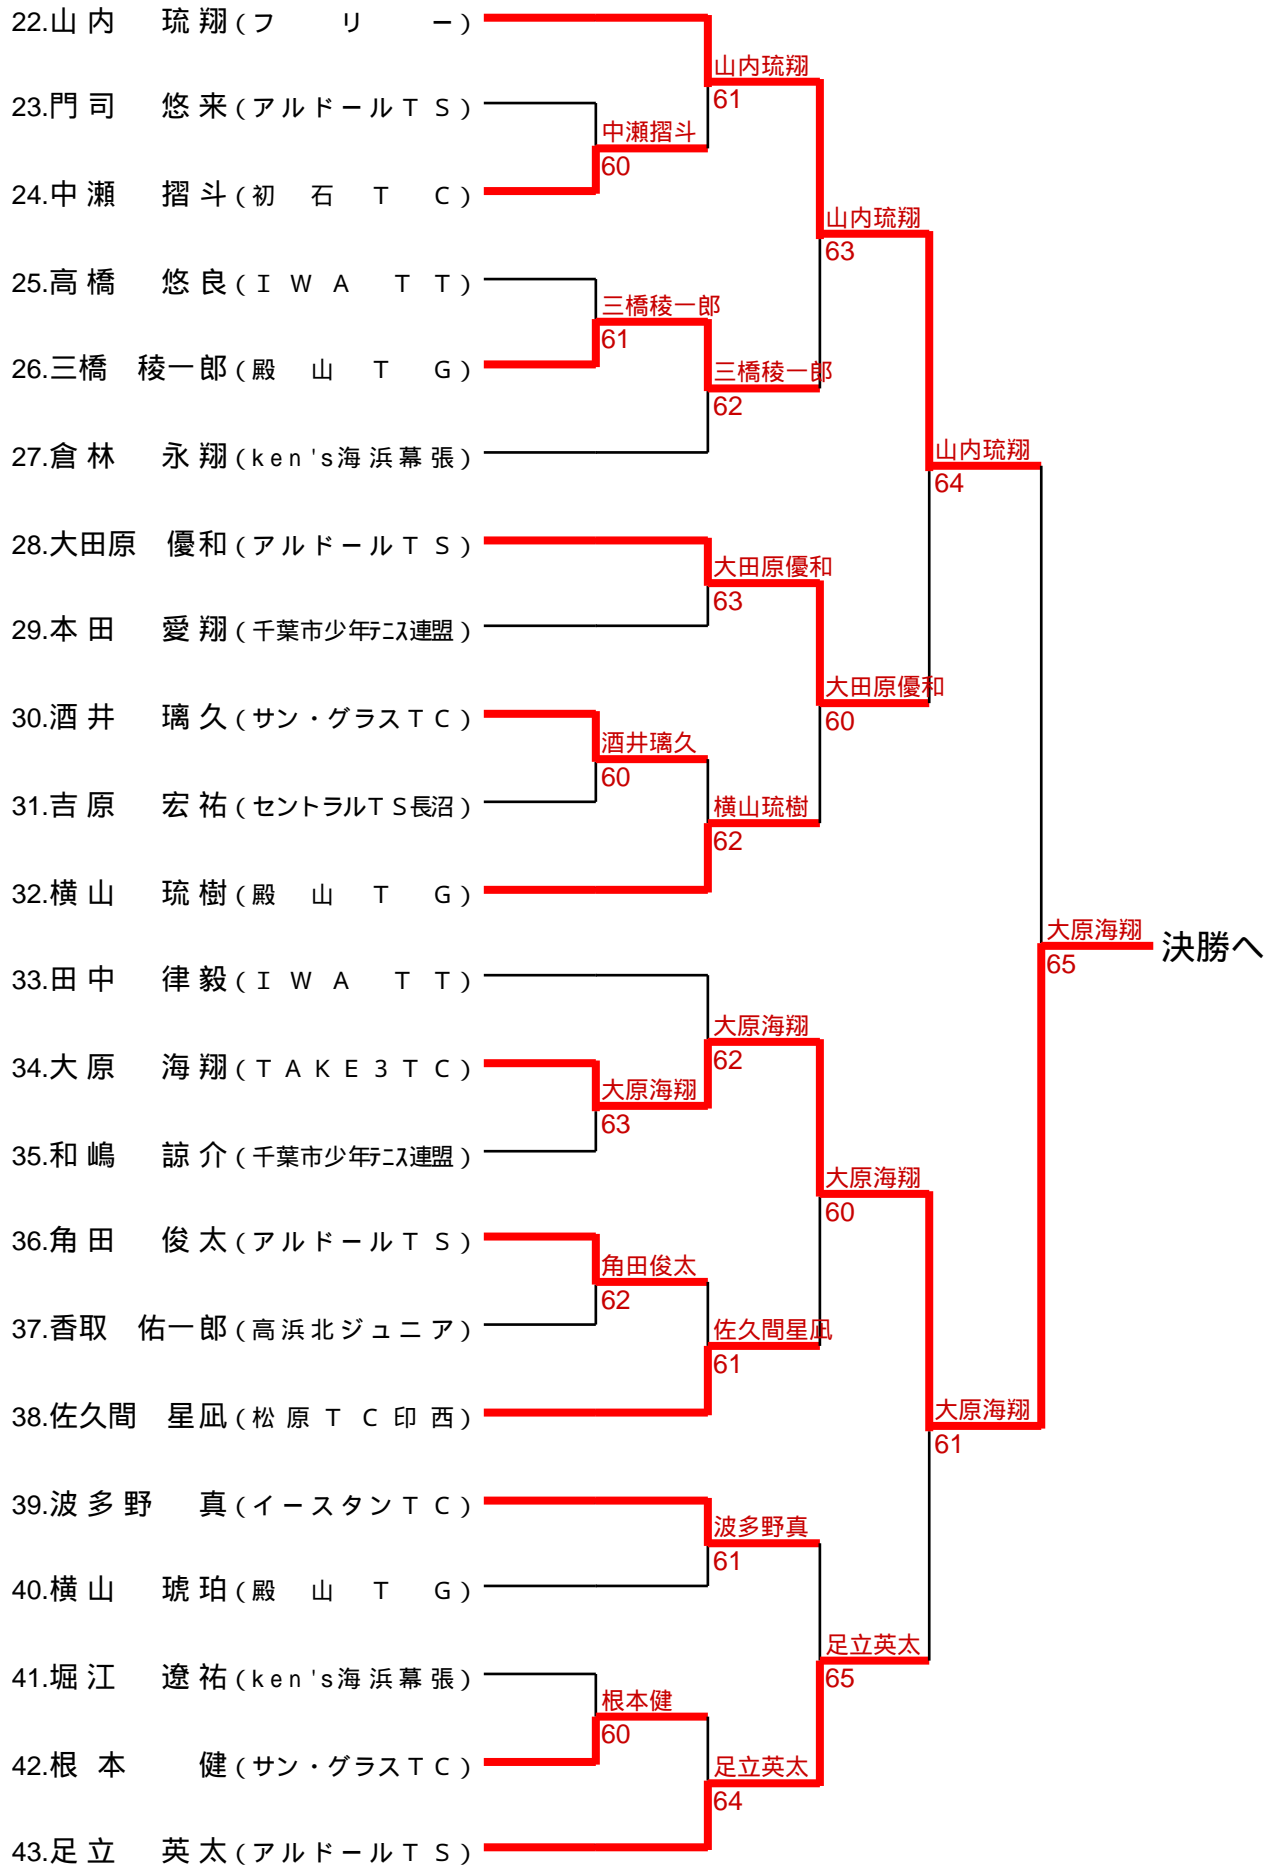 22.山内 琉翔(フリー)
山内琉翔
61
23.門司 悠来(アルドールTS)
中瀬摺斗
60
24.中瀬 摺斗(初石TC)
山内琉翔
63
25.高橋 悠良(IWA TT)
三橋稜一郎
61
26.三橋 稜一郎(殿山TG)
三橋稜一郎
62
27.倉林 永翔(ken's海浜幕張)
山内琉翔
64
28.大田原 優和(アルドールTS)
大田原優和
63
29.本田 愛翔(千葉市少年テニス連盟)
大田原優和
60
30.酒井 璃久(サン・グラスTC)
酒井璃久
60
31.吉原 宏祐(セントラルTS長沼)
横山琉樹
62
32.横山 琉樹(殿山TG)
大原海翔
65
決勝へ
33.田中 律毅(IWA TT)
大原海翔
62
34.大原 海翔(TAKE3TC)
大原海翔
63
35.和嶋 諒介(千葉市少年テニス連盟)
大原海翔
60
36.角田 俊太(アルドールTS)
角田俊太
62
37.香取 佑一郎(高浜北ジュニア)
佐久間星凪
61
38.佐久間 星凪(松原TC印西)
大原海翔
61
39.波多野 真(イースタンTC)
波多野真
61
40.横山 琥珀(殿山TG)
足立英太
65
41.堀江 遼祐(ken's海浜幕張)
根本健
60
42.根本 健(サン・グラスTC)
足立英太
64
43.足立 英太(アルドールTS)